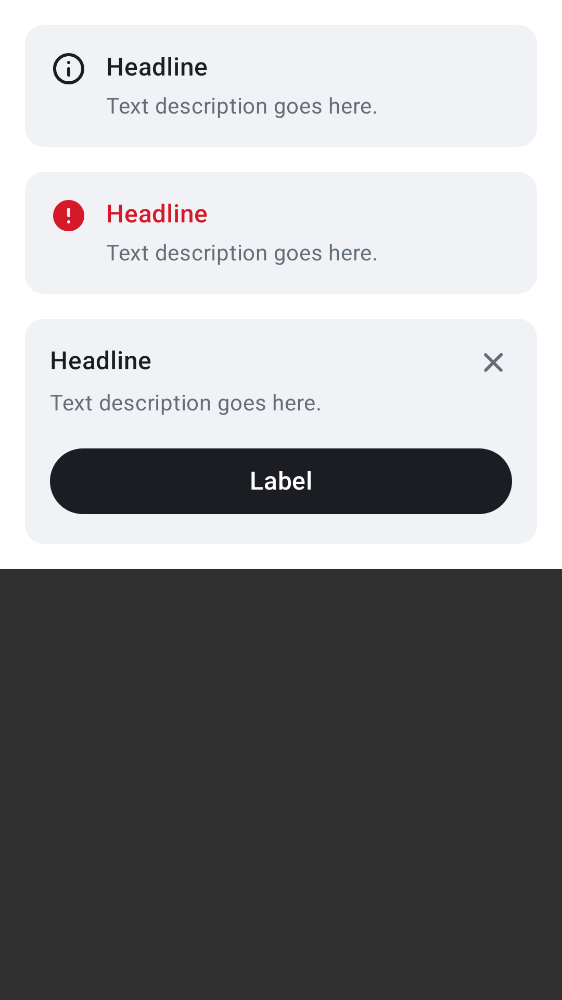 Headline
Text description goes here.
Headline
Text description goes here.
Headline
Text description goes here.
Label